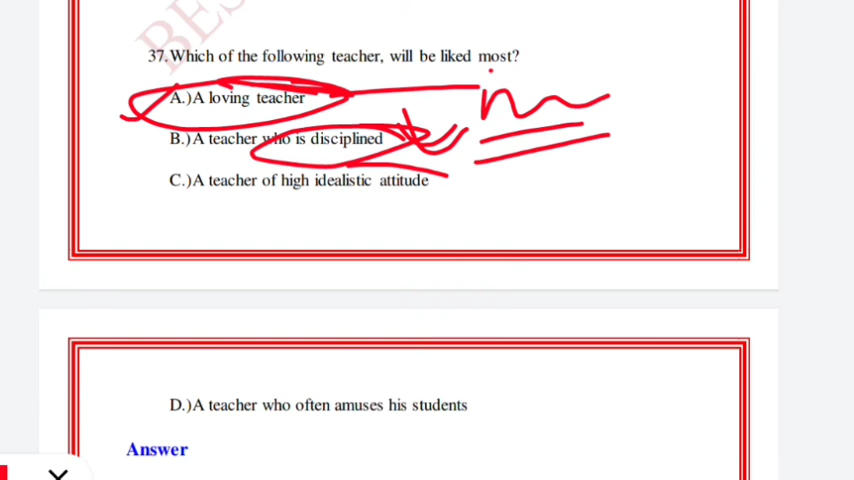 BES
37.Which of the following teacher, will be liked most?
A.)A loving teacher
B.)A teacher who is disciplined
C.)A teacher of high idealistic attitude
D.)A teacher who often amuses his students
Answer